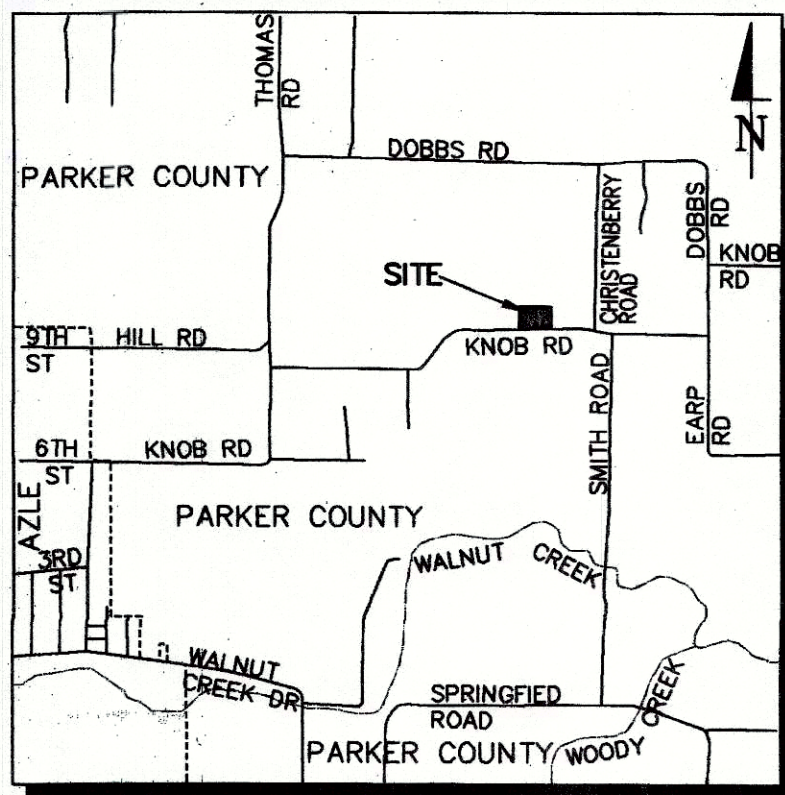 THOMAS
RD
N
DOBBS RD
PARKER COUNTY
CHRISTENBERRY
ROAD
DOBBS
RD
KNOB
RD
SITE
9TH
ST
HILL RD
KNOB RD
SMITH ROAD
EARP
RD
6TH
ST
KNOB RD
AZLE
PARKER COUNTY
3RD
ST
WALNUT CREEK
WALNUT
CREEK DR
SPRINGFIED
ROAD
CREEK
WOODY
PARKER COUNTY